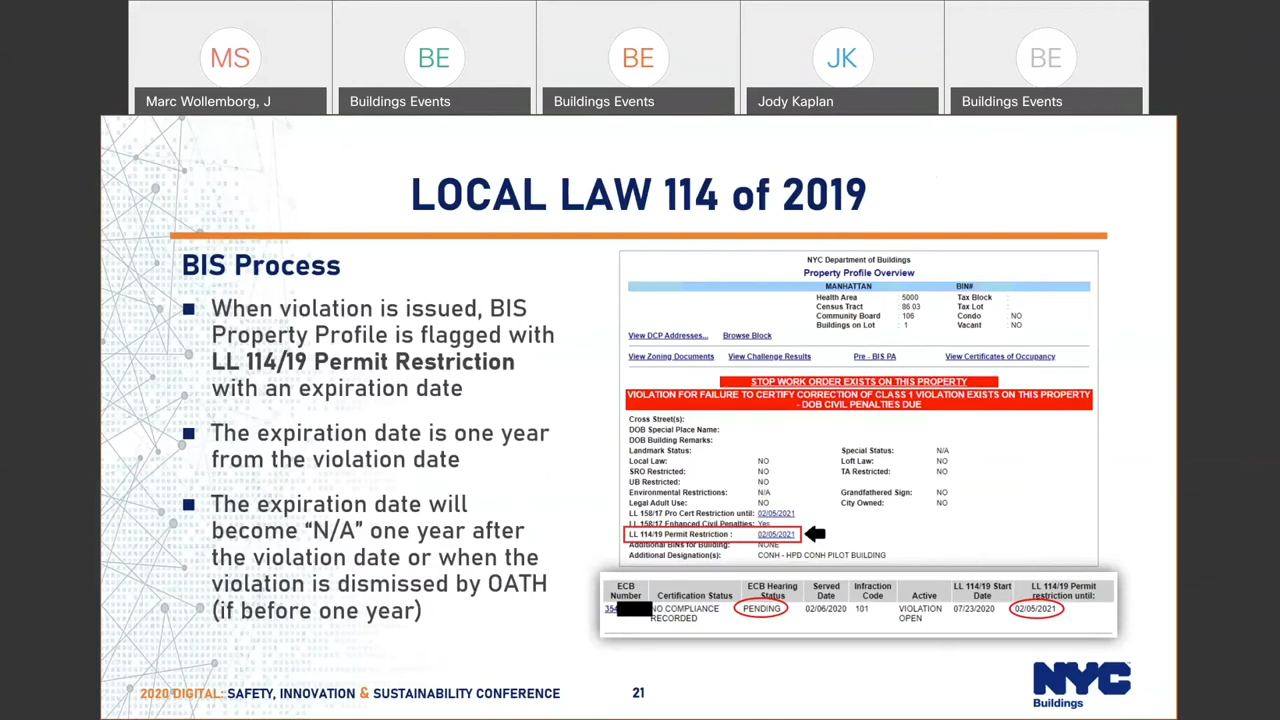 MS
BE
BE
JK
BE
Marc Wollemborg, J
Buildings Events
Buildings Events
Jody Kaplan
Buildings Events
LOCAL LAW 114 of 2019
BIS Process
When violation is issued, BIS
Property Profile is flagged with
LL 114/19 Permit Restriction
with an expiration date
The expiration date is one year
from the violation date
The expiration date will
become “N/A” one year after
the violation date or when the
violation is dismissed by OATH
(if before one year)
NYC Department of Buildings
Property Profile Overview
MANHATTAN BIN#
Health Area : 5000 Tax Block :
Census Tract : 86.03 Tax Lot :
Community Board : 106 Condo : NO
Buildings on Lot : 1 Vacant : NO
View DCP Addresses... Browse Block
View Zoning Documents View Challenge Results Pre - BIS PA View Certificates of Occupancy
STOP WORK ORDER EXISTS ON THIS PROPERTY
VIOLATION FOR FAILURE TO CERTIFY CORRECTION OF CLASS 1 VIOLATION EXISTS ON THIS PROPERTY
- DOB CIVIL PENALTIES DUE
Cross Street(s):
DOB Special Place Name:
DOB Building Remarks:
Landmark Status: Special Status: N/A
Local Law: NO Loft Law: NO
SRO Restricted: NO TA Restricted: NO
UB Restricted: NO
Environmental Restrictions: N/A Grandfathered Sign: NO
Legal Adult Use: NO City Owned: NO
LL 158/17 Pro Cert Restriction until: 02/05/2021
LL 158/17 Enhanced Civil Penalties: Yes
LL 114/19 Permit Restriction : 02/05/2021
Additional BINs for Building: NONE
Additional Designation(s): CONH - HPD CONH PILOT BUILDING
ECB Number Certification Status ECB Hearing Status Served Date Infraction Code Active LL 114/19 Start Date LL 114/19 Permit restriction until:
NO COMPLIANCE RECORDED PENDING 02/06/2020 101 VIOLATION OPEN 07/23/2020 02/05/2021
2020 DIGITAL: SAFETY, INNOVATION & SUSTAINABILITY CONFERENCE
21
NYC
Buildings